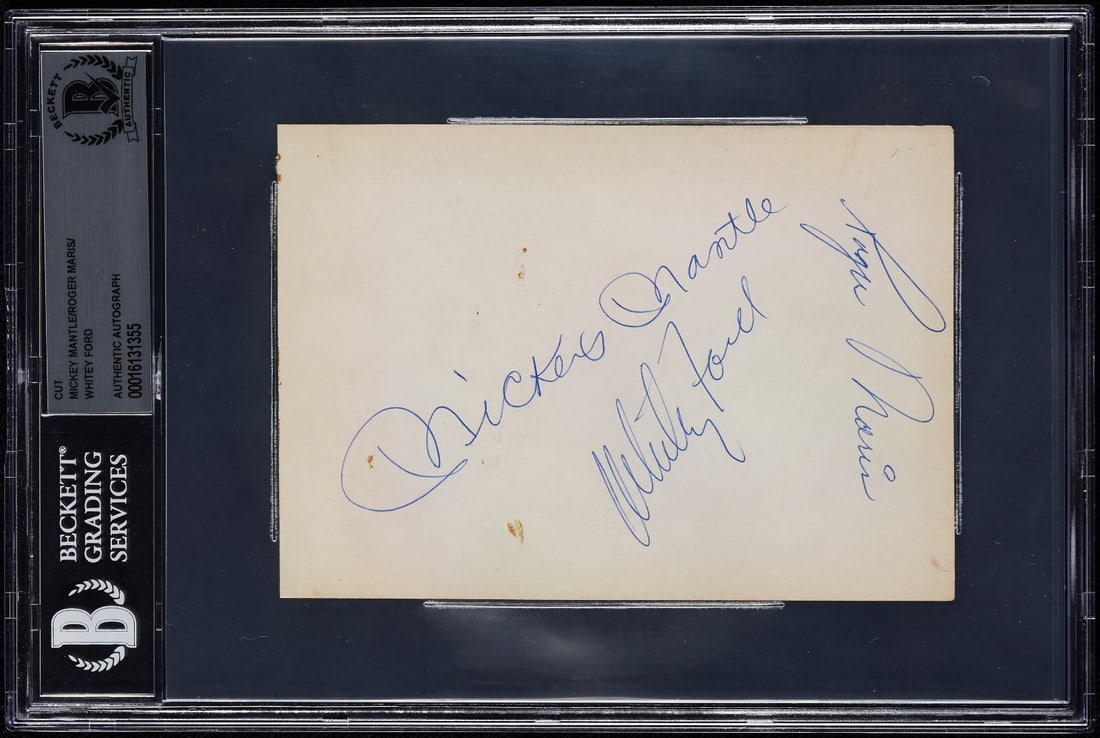 BECKETT
AUTHENTIC
CUT
MICKEY MANTLE/ROGER MARIS/
WHITEY FORD
AUTHENTIC AUTOGRAPH
00016131355
BECKETT®
GRADING
SERVICES
B
Mickey Mantle
Whitey Ford
Roger Maris